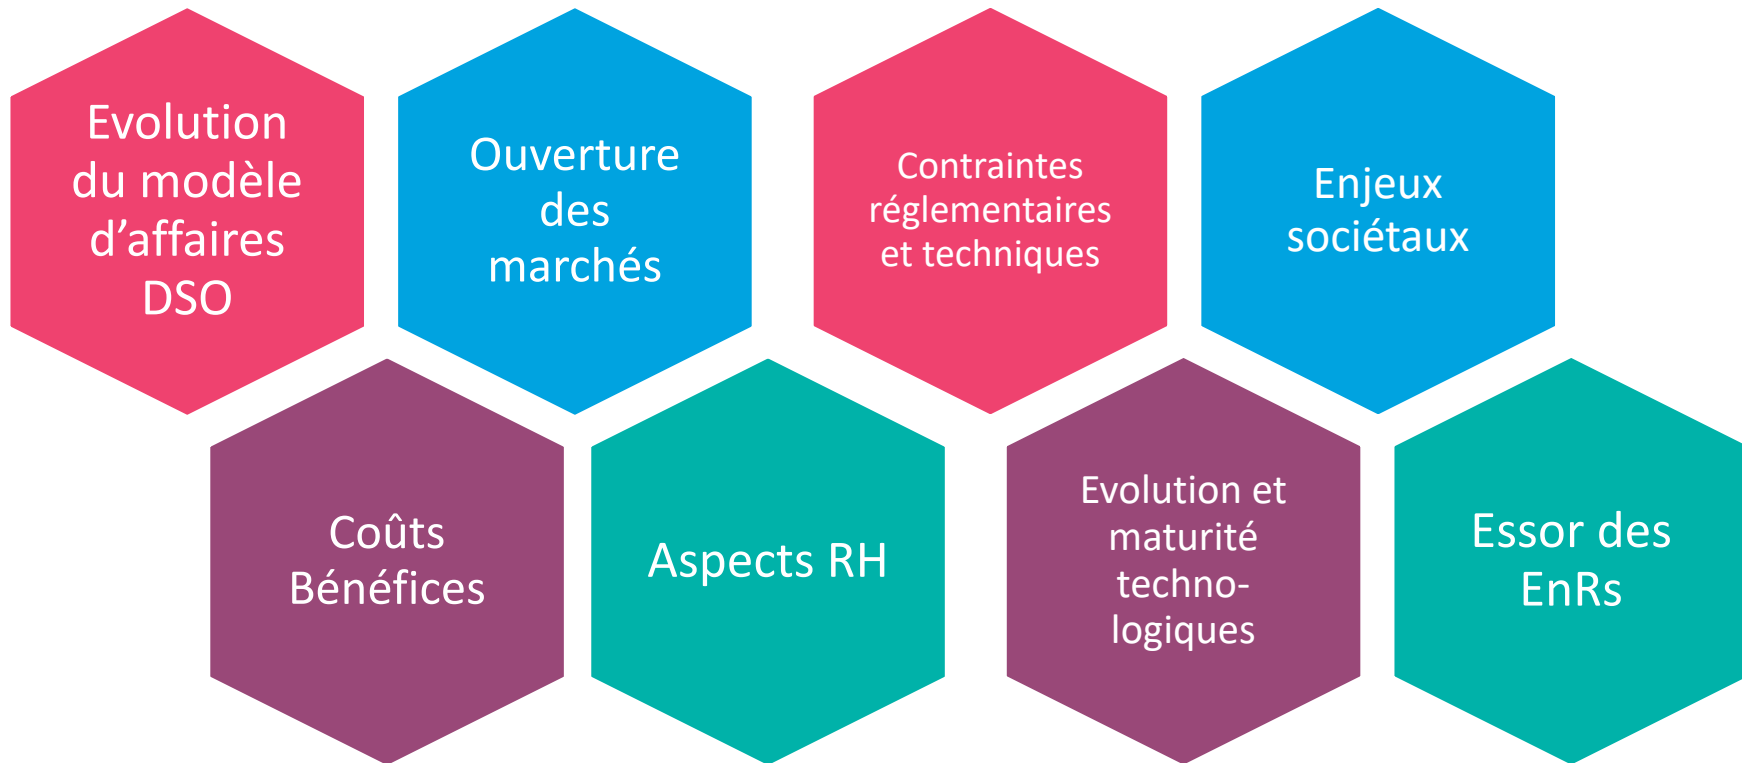 Evolution
du modèle
d’affaires
DSO
Ouverture
des
marchés
Contraintes
réglementaires
et techniques
Enjeux
sociétaux
Coûts
Bénéfices
Aspects RH
Evolution et
maturité
techno-
logiques
Essor des
EnRs